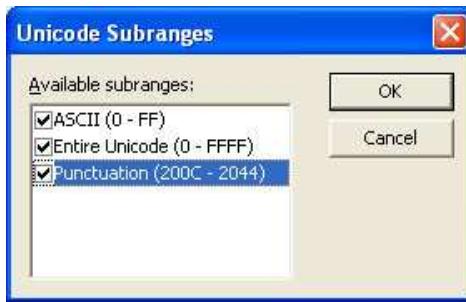 Unicode Subranges
Available subranges:
ASCII (0 - FF)
Entire Unicode (0 - FFFF)
Punctuation (200C - 2044)
OK
Cancel